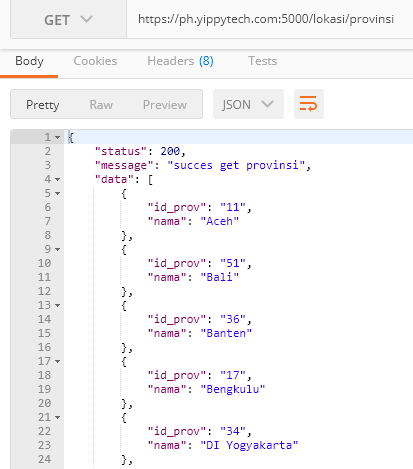 GET https://ph.yippytech.com:5000/lokasi/provinsi
Body Cookies Headers (8) Tests
Pretty Raw Preview JSON
1 {
2 "status": 200,
3 "message": "succes get provinsi",
4 "data": [
5 {
6 "id_prov": "11",
7 "nama": "Aceh"
8 },
9 {
10 "id_prov": "51",
11 "nama": "Bali"
12 },
13 {
14 "id_prov": "36",
15 "nama": "Banten"
16 },
17 {
18 "id_prov": "17",
19 "nama": "Bengkulu"
20 },
21 {
22 "id_prov": "34",
23 "nama": "DI Yogyakarta"
24 },